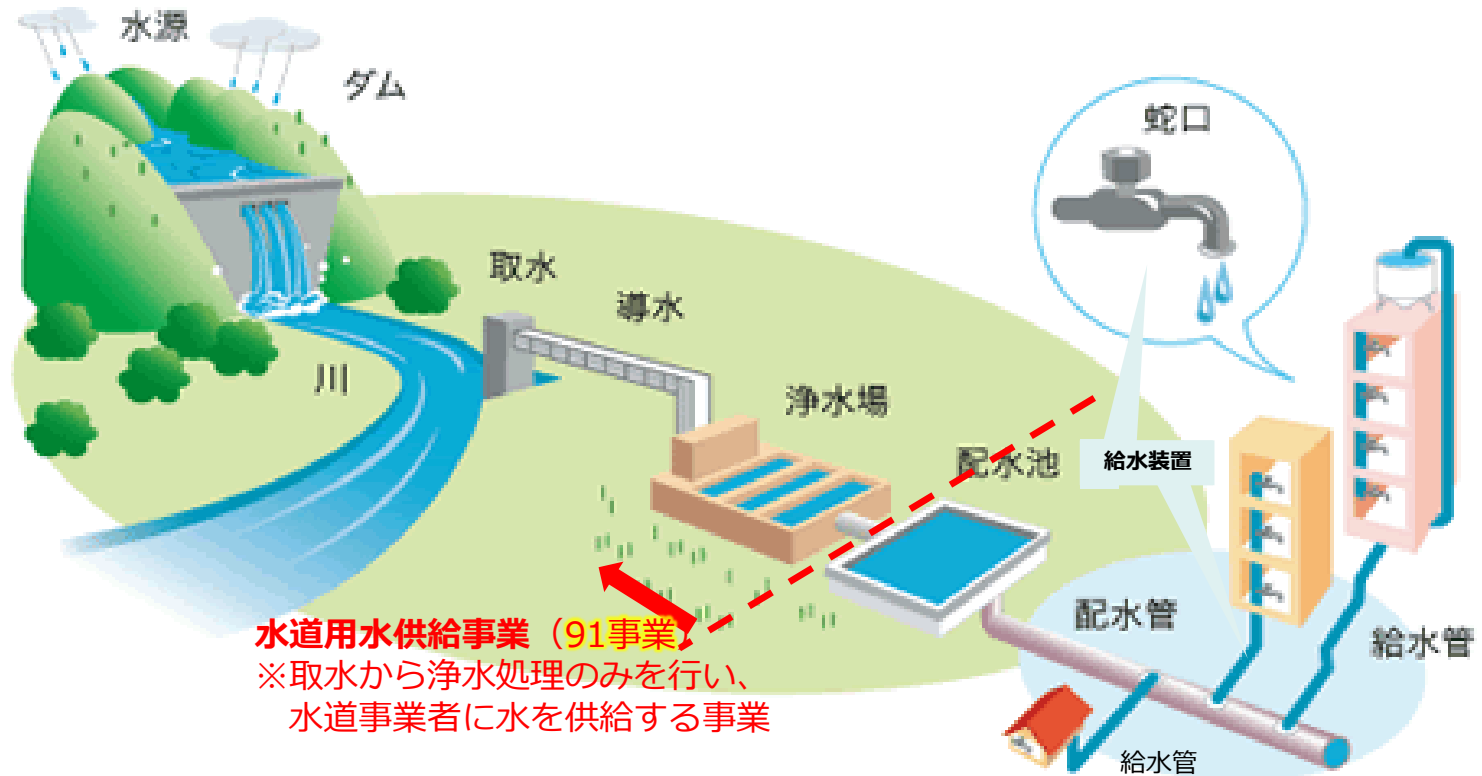 水源
ダム
蛇口
取水
導水
川
浄水場
配水池
給水装置
水道用水供給事業（91事業）
※取水から浄水処理のみを行い、
水道事業者に水を供給する事業
配水管
給水管
給水管